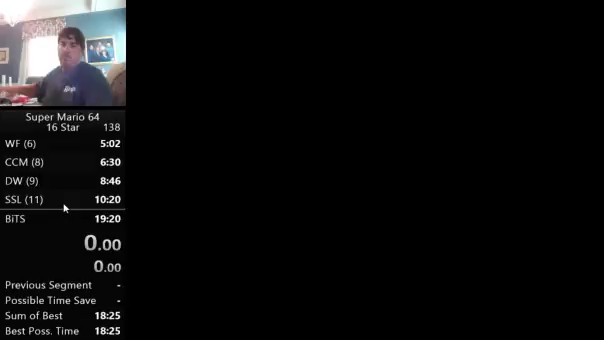 Super Mario 64
16 Star 138
WF (6) 5:02
CCM (8) 6:30
DW (9) 8:46
SSL (11) 10:20
BiTS 19:20
0.00
0.00
Previous Segment -
Possible Time Save -
Sum of Best 18:25
Best Poss. Time 18:25